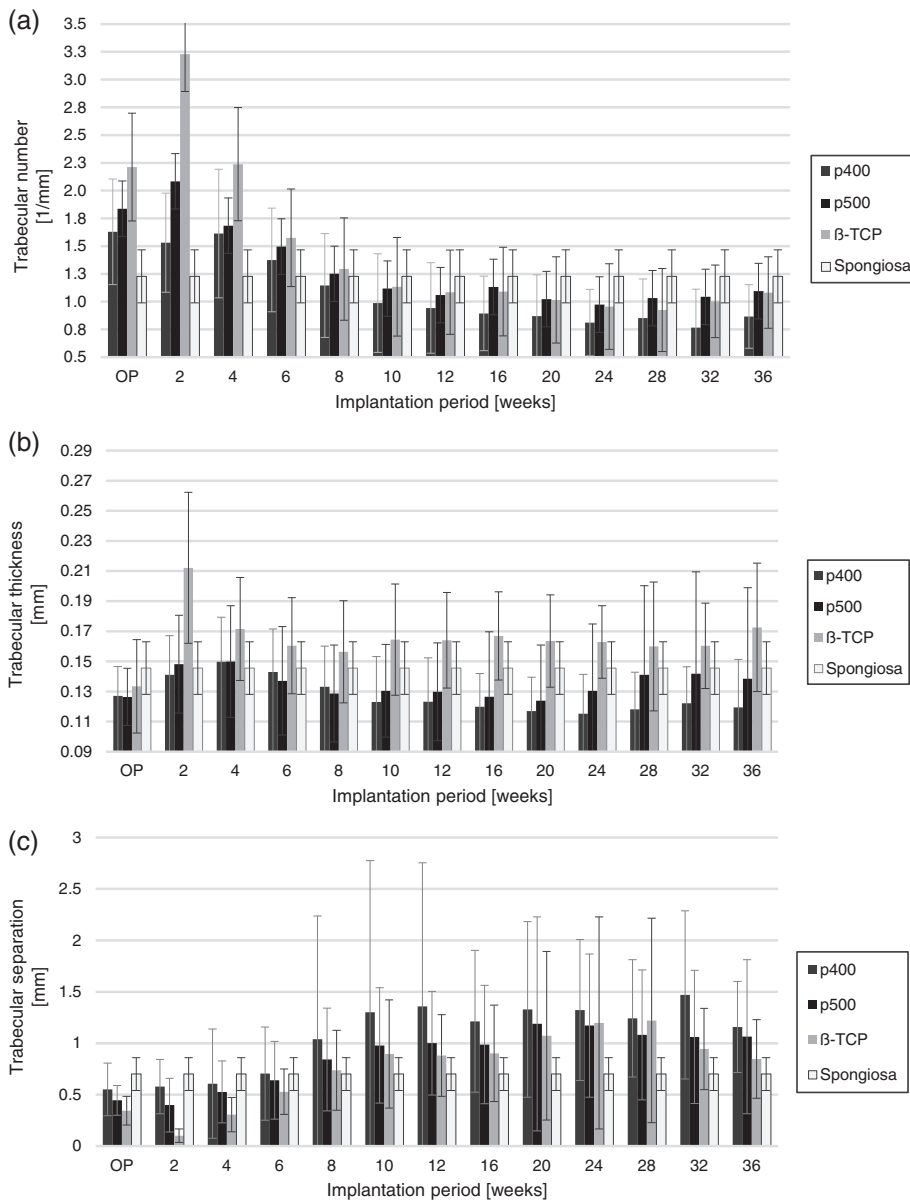 (a)
Trabecular number
[1/mm]
3.5
3.3
3.0
2.8
2.5
2.3
2.0
1.8
1.5
1.3
1.0
0.8
0.5
OP 2 4 6 8 10 12 16 20 24 28 32 36
Implantation period [weeks]
p400
p500
ß-TCP
Spongiosa
(b)
Trabecular thickness
[mm]
0.29
0.27
0.25
0.23
0.21
0.19
0.17
0.15
0.13
0.11
0.09
OP 2 4 6 8 10 12 16 20 24 28 32 36
Implantation period [weeks]
p400
p500
ß-TCP
Spongiosa
(c)
Trabecular separation
[mm]
3
2.5
2
1.5
1
0.5
0
OP 2 4 6 8 10 12 16 20 24 28 32 36
Implantation period [weeks]
p400
p500
ß-TCP
Spongiosa